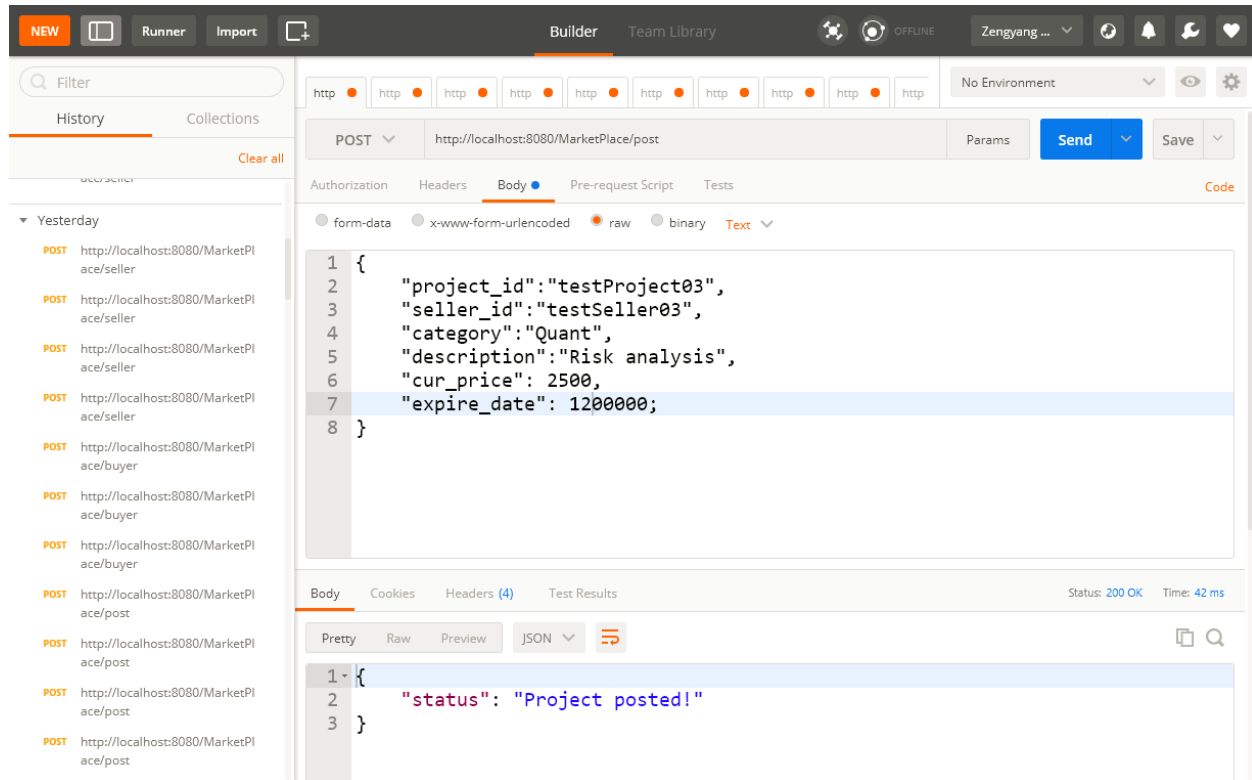 NEW Runner Import Builder Team Library OFFLINE Zengyang ...
Filter
History Collections
Clear all
ace/seller
Yesterday
POST http://localhost:8080/MarketPl
ace/seller
POST http://localhost:8080/MarketPl
ace/seller
POST http://localhost:8080/MarketPl
ace/seller
POST http://localhost:8080/MarketPl
ace/seller
POST http://localhost:8080/MarketPl
ace/buyer
POST http://localhost:8080/MarketPl
ace/buyer
POST http://localhost:8080/MarketPl
ace/buyer
POST http://localhost:8080/MarketPl
ace/post
POST http://localhost:8080/MarketPl
ace/post
POST http://localhost:8080/MarketPl
ace/post
POST http://localhost:8080/MarketPl
ace/post
http http http http http http http http http http No Environment
POST http://localhost:8080/MarketPlace/post Params Send Save
Authorization Headers Body Pre-request Script Tests Code
form-data x-www-form-urlencoded raw binary Text
1 {
2 "project_id":"testProject03",
3 "seller_id":"testSeller03",
4 "category":"Quant",
5 "description":"Risk analysis",
6 "cur_price": 2500,
7 "expire_date": 1200000;
8 }
Body Cookies Headers (4) Test Results Status: 200 OK Time: 42 ms
Pretty Raw Preview JSON
1 {
2 "status": "Project posted!"
3 }